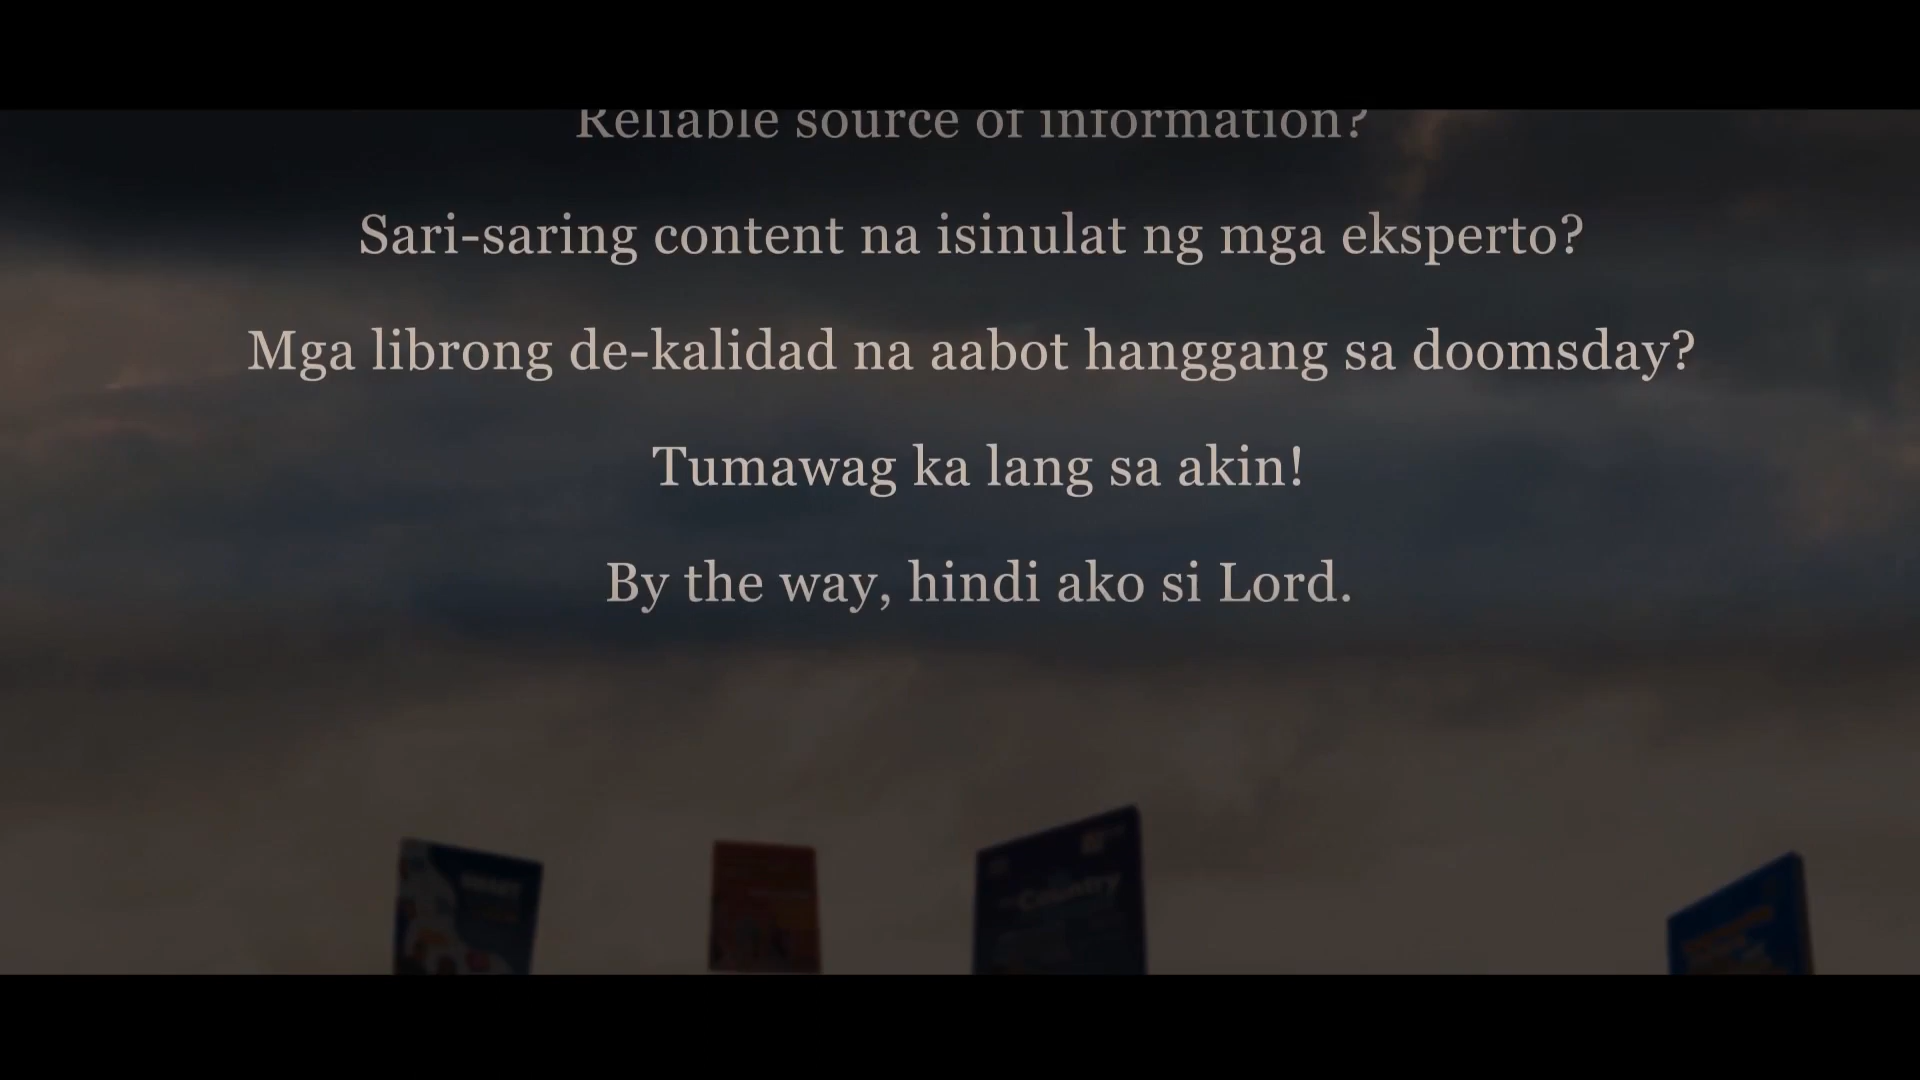 Reliable source of information?
Sari-saring content na isinulat ng mga eksperto?
Mga librong de-kalidad na aabot hanggang sa doomsday?
Tumawag ka lang sa akin!
By the way, hindi ako si Lord.
Country